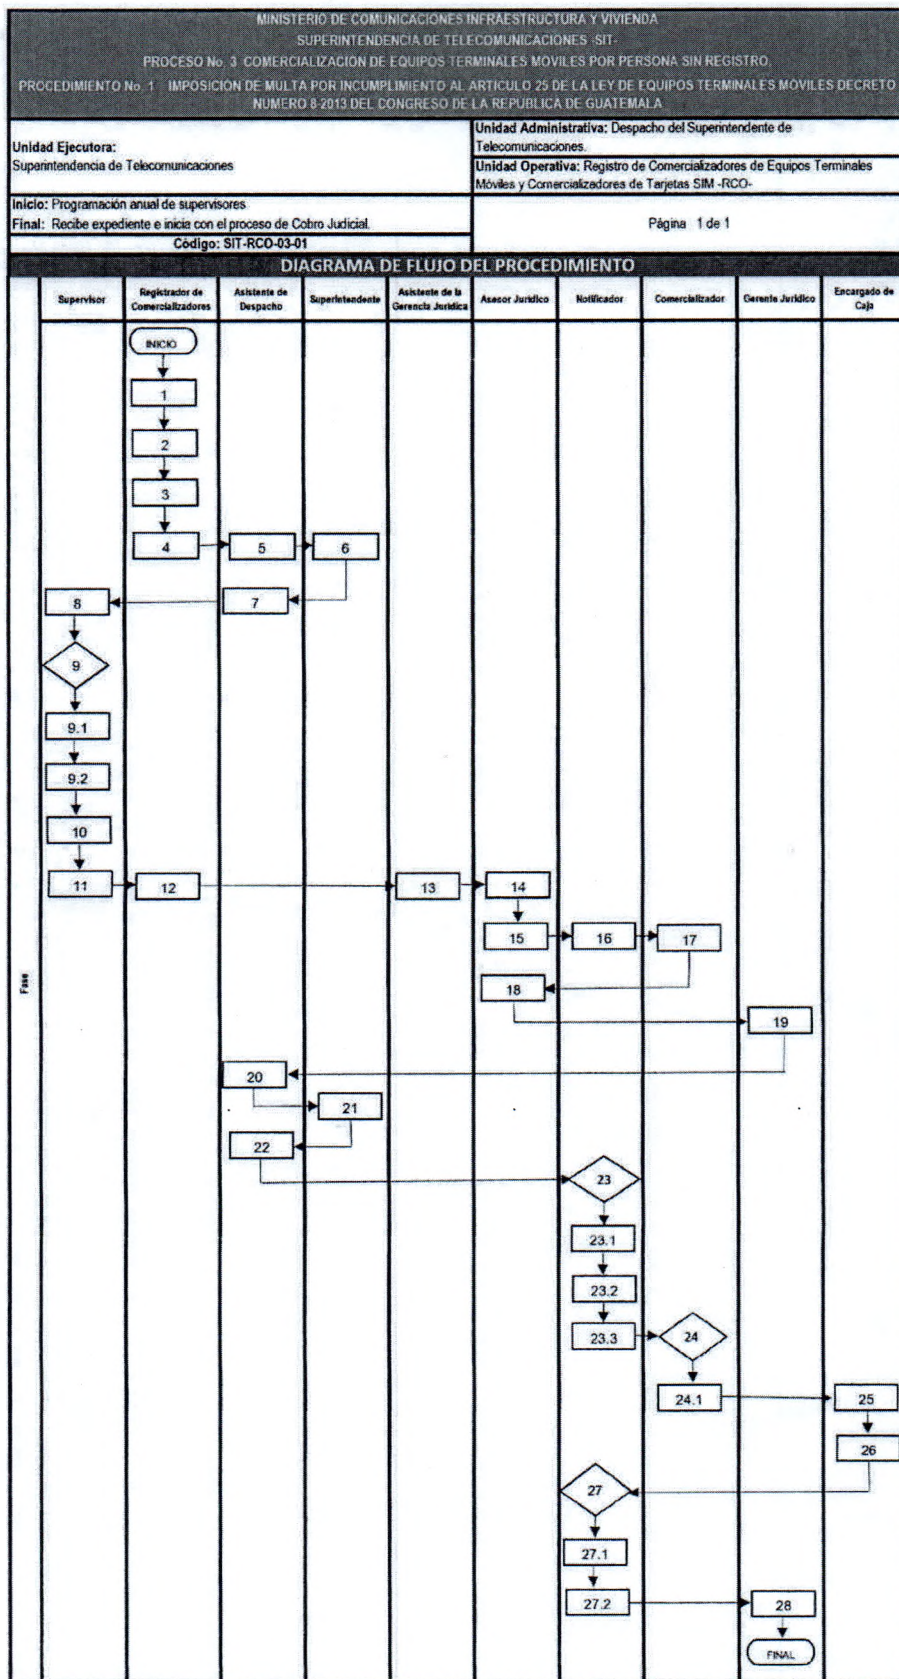 MINISTERIO DE COMUNICACIONES INFRAESTRUCTURA Y VIVIENDA
SUPERINTENDENCIA DE TELECOMUNICACIONES -SIT-
PROCESO No. 3 COMERCIALIZACION DE EQUIPOS TERMINALES MOVILES POR PERSONA SIN REGISTRO
PROCEDIMIENTO No. 1 IMPOSICION DE MULTA POR INCUMPLIMIENTO AL ARTICULO 25 DE LA LEY DE EQUIPOS TERMINALES MOVILES DECRETO
NUMERO 8-2013 DEL CONGRESO DE LA REPUBLICA DE GUATEMALA
Unidad Ejecutora:
Superintendencia de Telecomunicaciones
Unidad Administrativa: Despacho del Superintendente de
Telecomunicaciones.
Unidad Operativa: Registro de Comercializadores de Equipos Terminales
Móviles y Comercializadores de Tarjetas SIM -RCO-
Inicio: Programación anual de supervisores
Final: Recibe expediente e inicia con el proceso de Cobro Judicial.
Código: SIT-RCO-03-01
Página 1 de 1
DIAGRAMA DE FLUJO DEL PROCEDIMIENTO
Supervisor
Registrador de
Comercializadores
Asistente de
Despacho
Superintendente
Asistente de la
Gerencia Juridica
Asesor Juridico
Notificador
Comercializador
Gerente Juridico
Encargado de
Caja
Fase
INICIO
1
2
3
4
5
6
7
8
9
9.1
9.2
10
11
12
13
14
15
16
17
18
19
20
21
22
23
23.1
23.2
23.3
24
24.1
25
26
27
27.1
27.2
28
FINAL